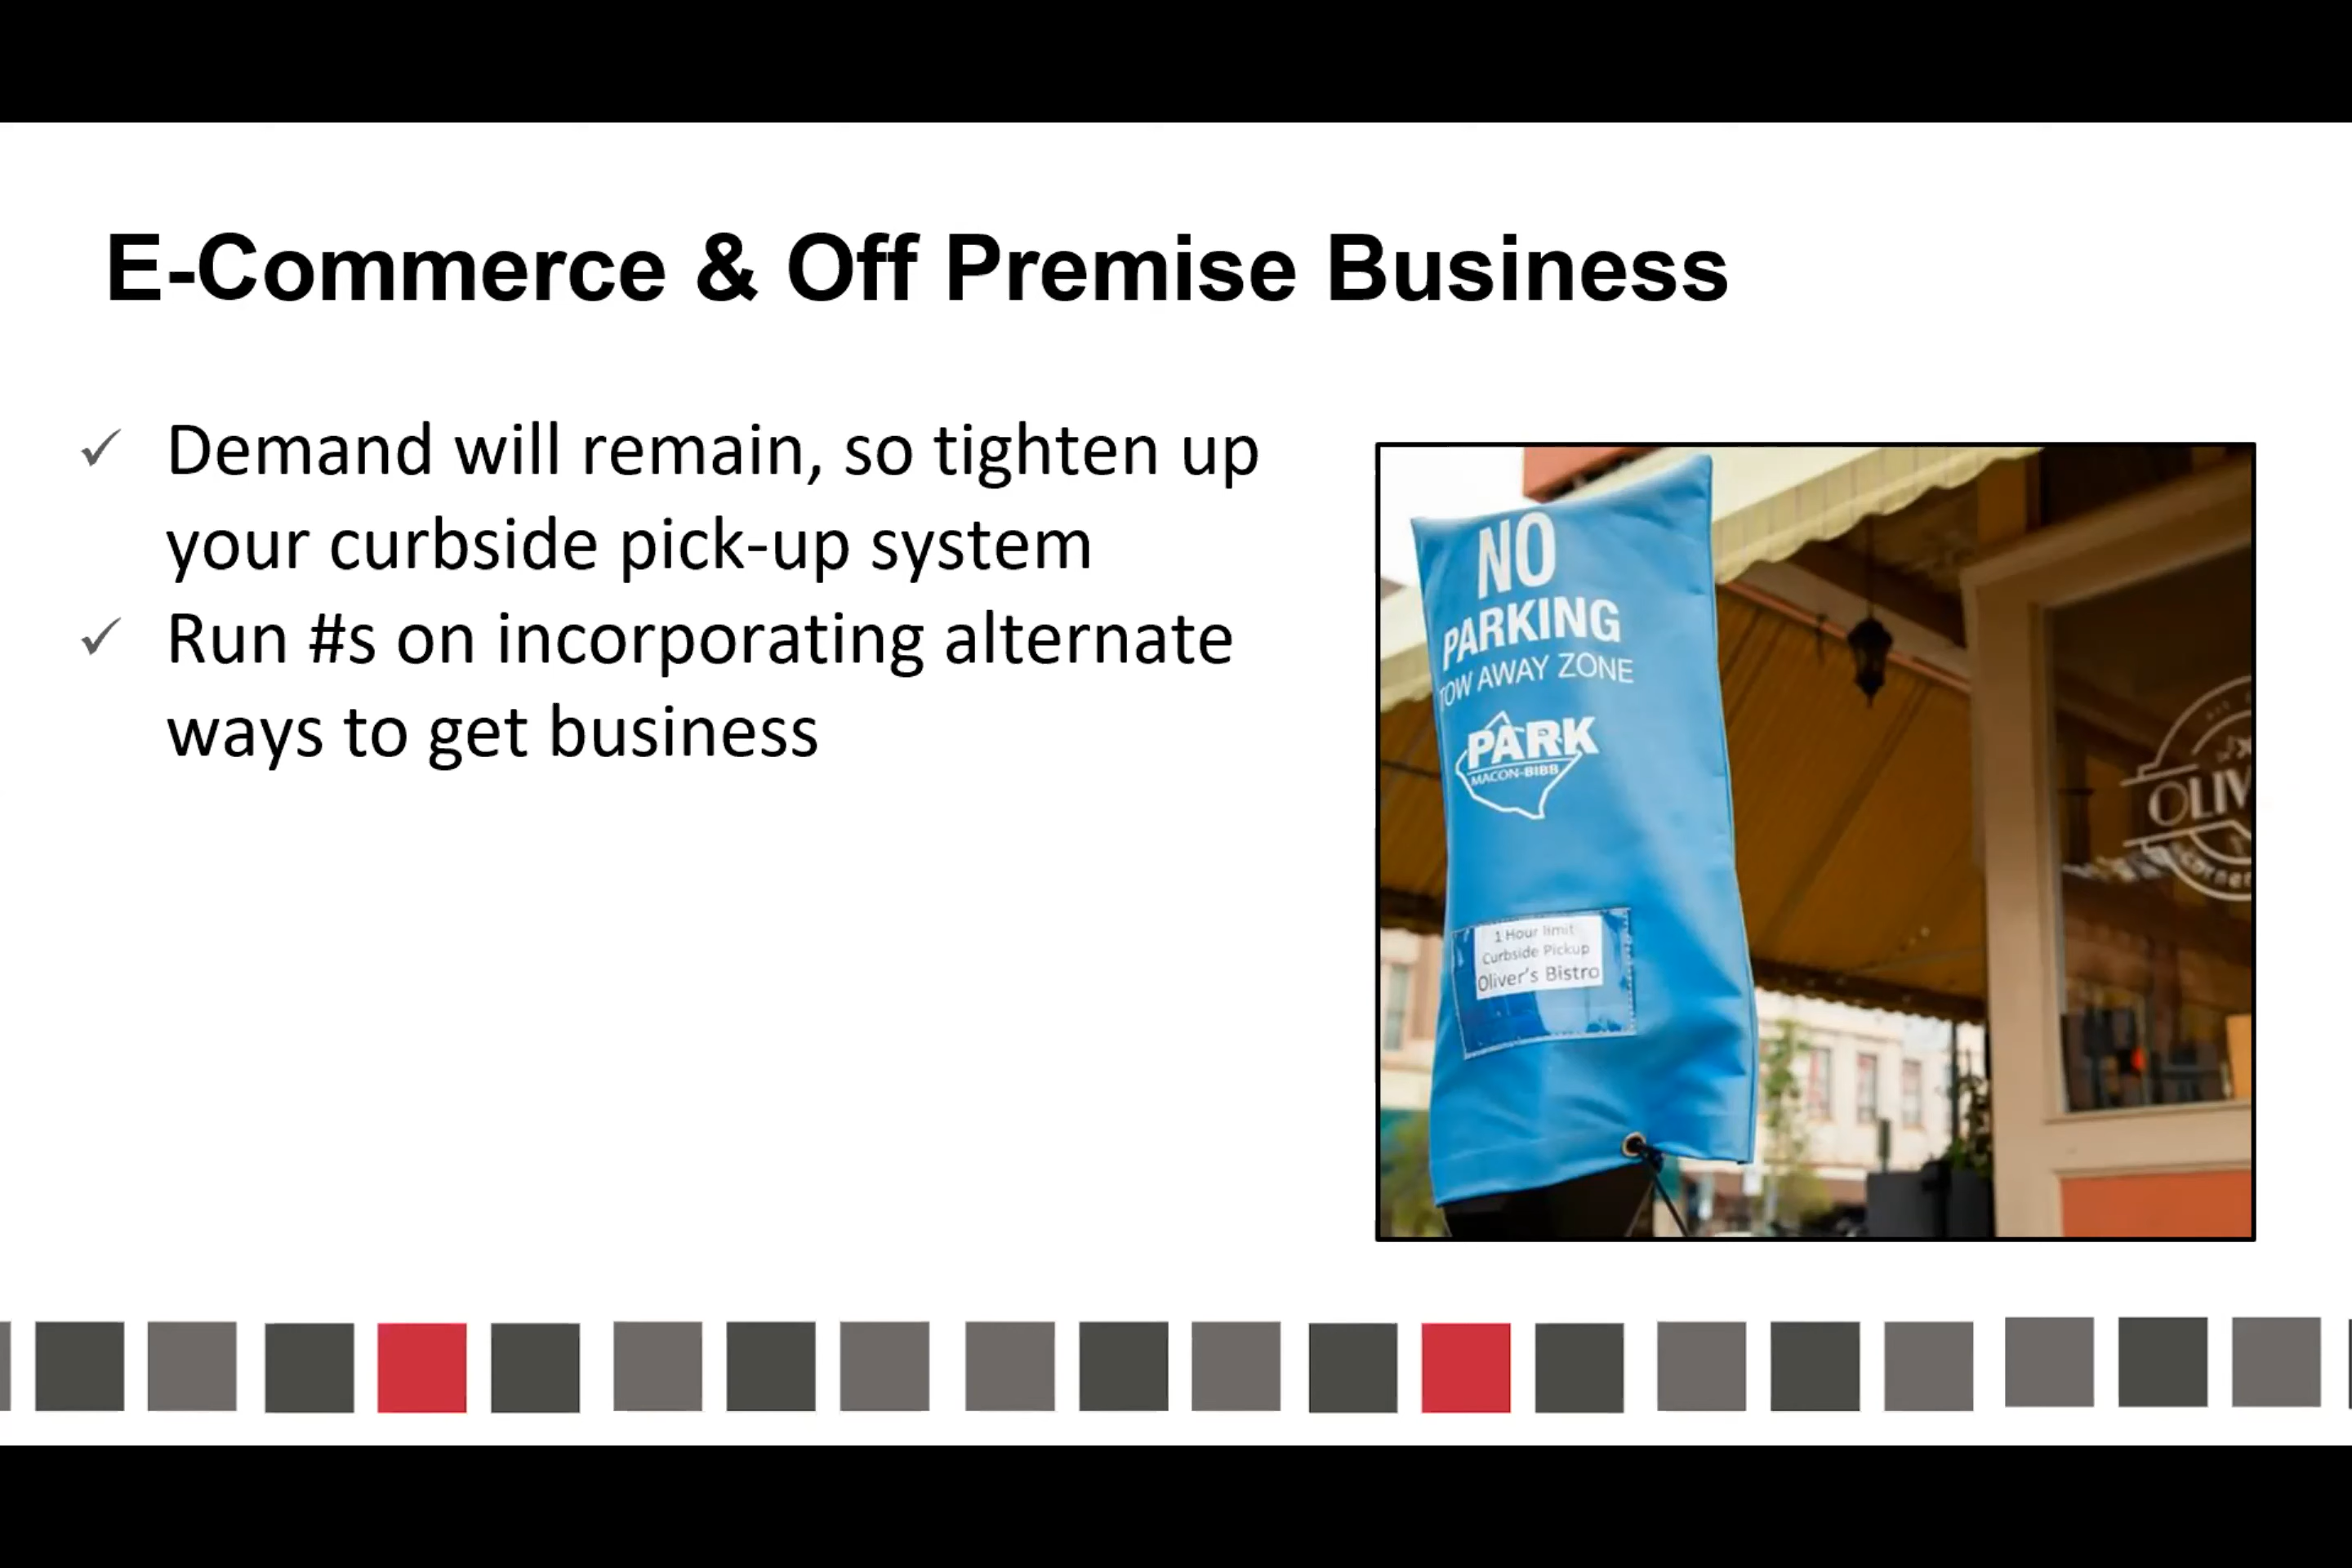 E-Commerce & Off Premise Business
Demand will remain, so tighten up
your curbside pick-up system
Run #s on incorporating alternate
ways to get business
NO
PARKING
TOW AWAY ZONE
PARK
MACON-BIBB
1 Hour limit
Curbside Pickup
Oliver's Bistro
OLIV
corner